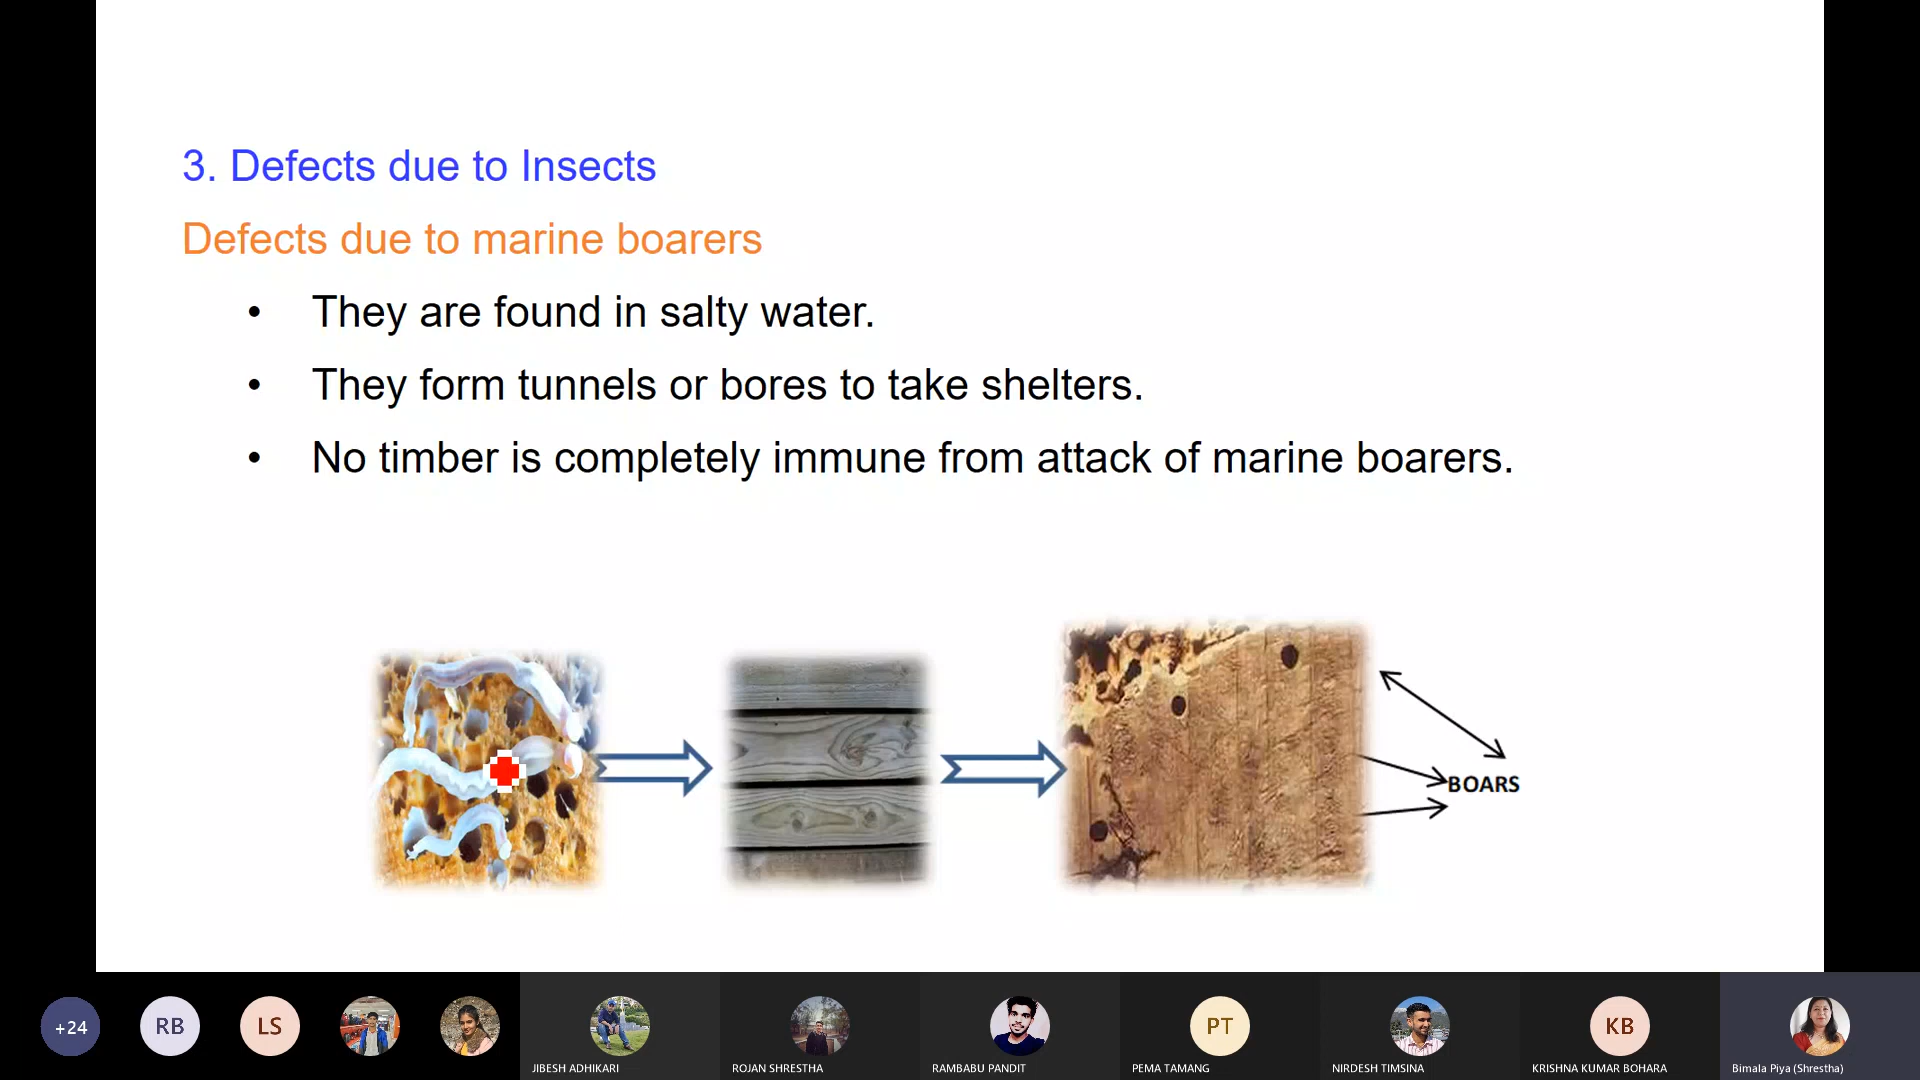 3. Defects due to Insects
Defects due to marine boarers
• They are found in salty water.
• They form tunnels or bores to take shelters.
• No timber is completely immune from attack of marine boarers.
BOARS
+24
RB
LS
PT
KB
JIBESH ADHIKARI
ROJAN SHRESTHA
RAMBABU PANDIT
PEMA TAMANG
NIRDESH TIMSINA
KRISHNA KUMAR BOHARA
Bimala Piya (Shrestha)